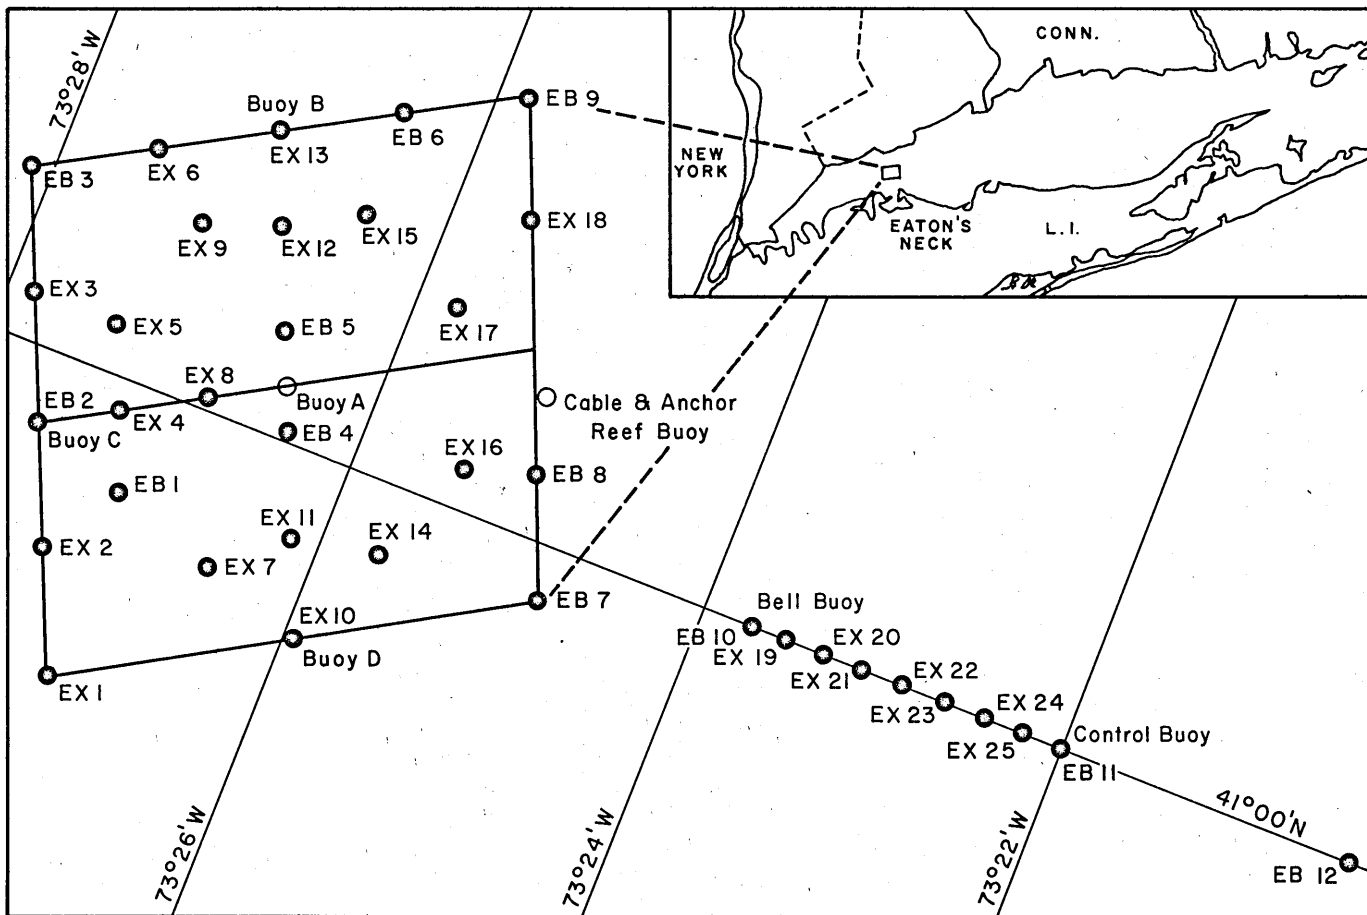 73°28'W
Buoy B
EB 9
EB 6
EX 13
EX 6
EB 3
EX 9
EX 12
EX 15
EX 18
EX 3
EX 5
EB 5
EX 17
EX 8
EB 2
EX 4
Buoy A
Buoy C
EB 4
Cable & Anchor
Reef Buoy
EX 16
EB 8
EB 1
EX 11
EX 14
EX 2
EX 7
EX 10
EB 7
Buoy D
EX 1
CONN.
NEW
YORK
EATON'S
NECK
L.I.
Bell Buoy
EB 10
EX 19
EX 20
EX 21
EX 22
EX 23
EX 24
EX 25
Control Buoy
EB 11
41°00'N
EB 12
73°26'W
73°24'W
73°22'W